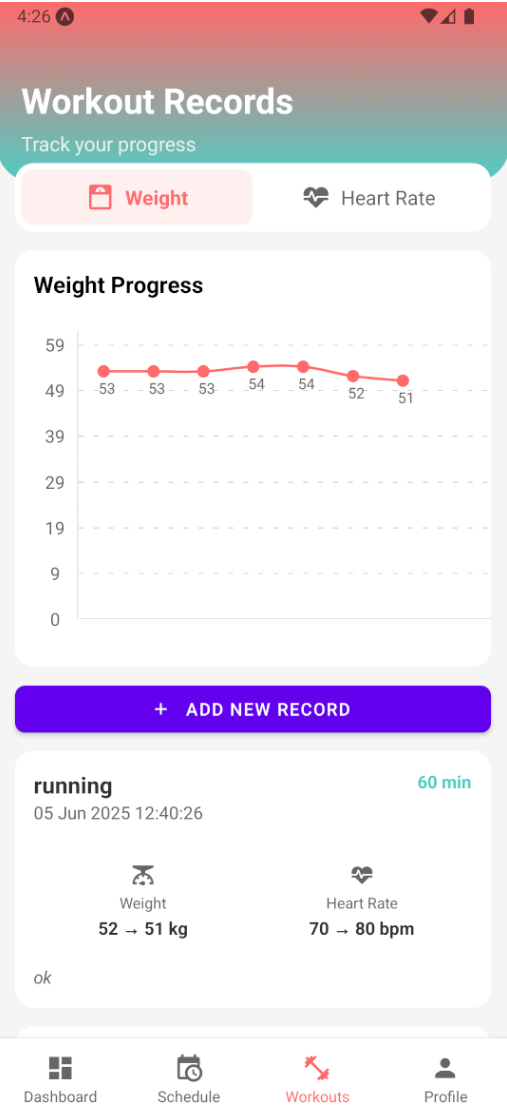 4:26
Workout Records
Track your progress
Weight Heart Rate
Weight Progress
59
49
39
29
19
9
0
53 53 53 54 54 52 51
+ ADD NEW RECORD
running 60 min
05 Jun 2025 12:40:26
Weight Heart Rate
52 → 51 kg 70 → 80 bpm
ok
Dashboard Schedule Workouts Profile